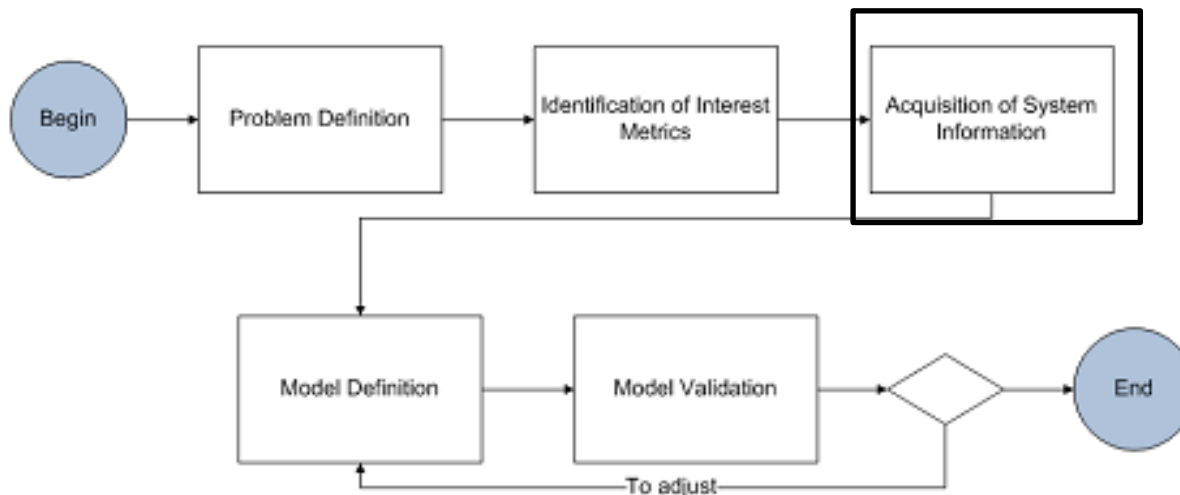 Begin
Problem Definition
Identification of Interest
Metrics
Acquisition of System
Information
Model Definition
Model Validation
End
To adjust